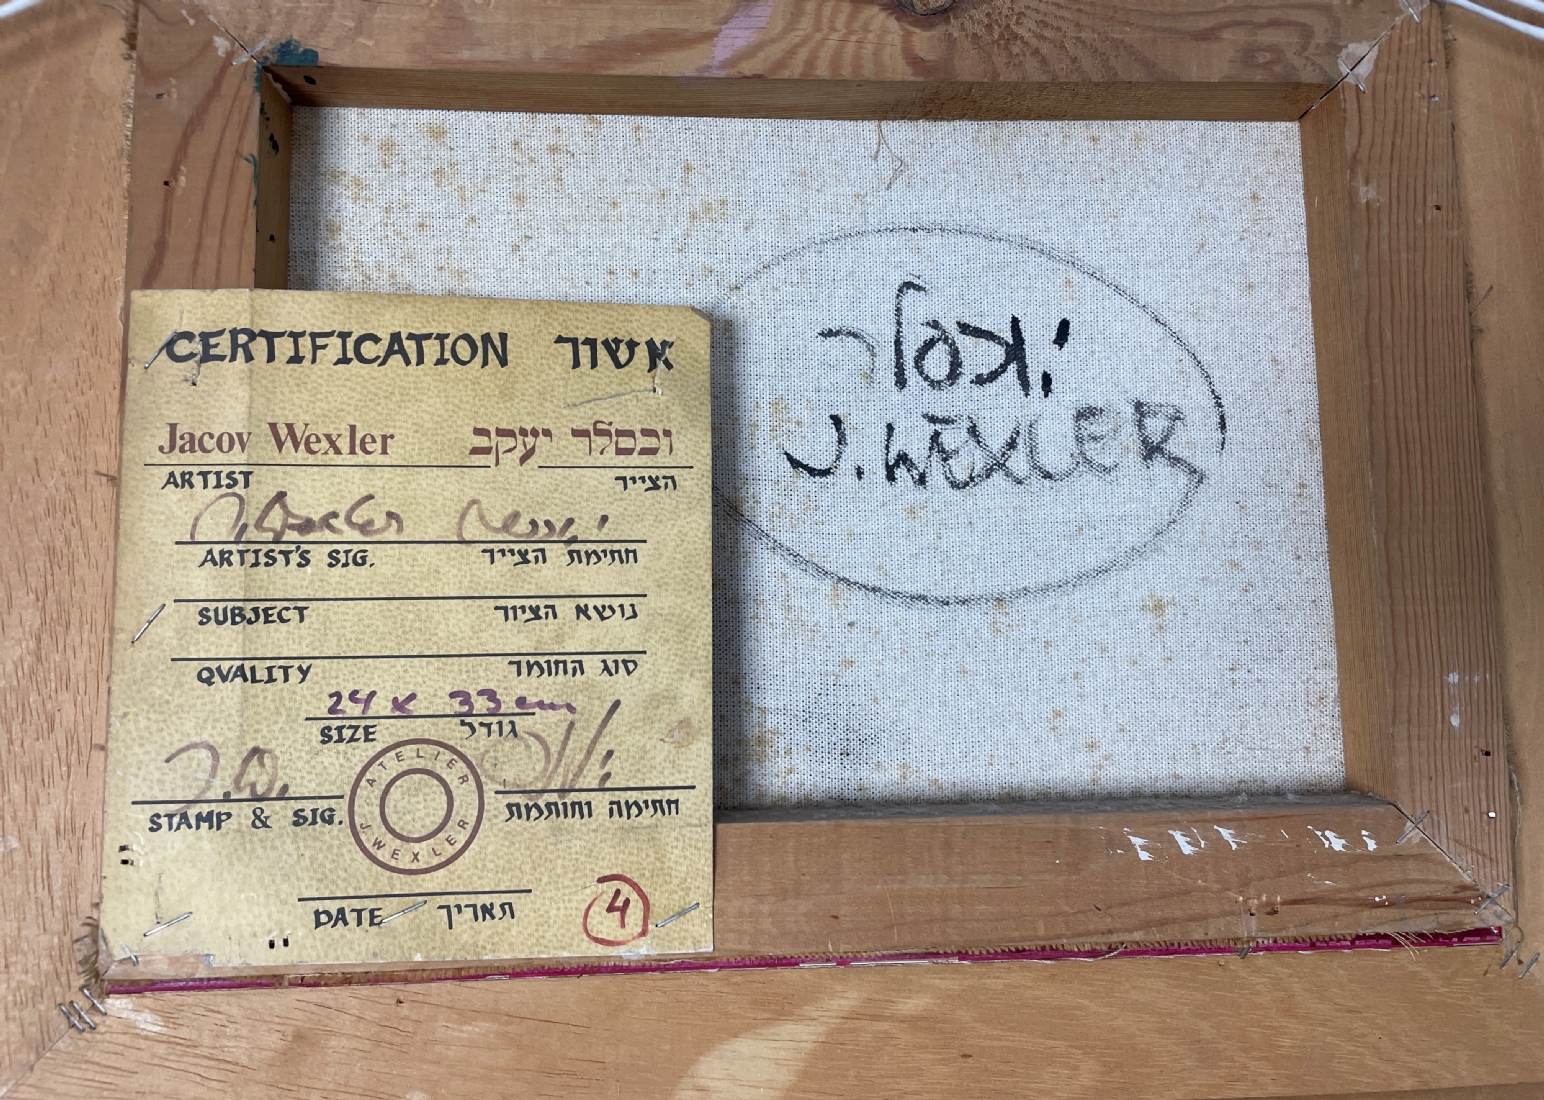 CERTIFICATION אשור
Jacov Wexler וכסלר יעקב
ARTIST הצייר
ARTIST'S SIG. חתימת הצייר
SUBJECT נושא הציור
QVALITY סוג החומר
24 x 33 cm
SIZE גודל
J.W.
ATELIER
J. WEXLER
STAMP & SIG. חתימה וחותמת
DATE תאריך
4
י. וכסלר
J. WEXLER